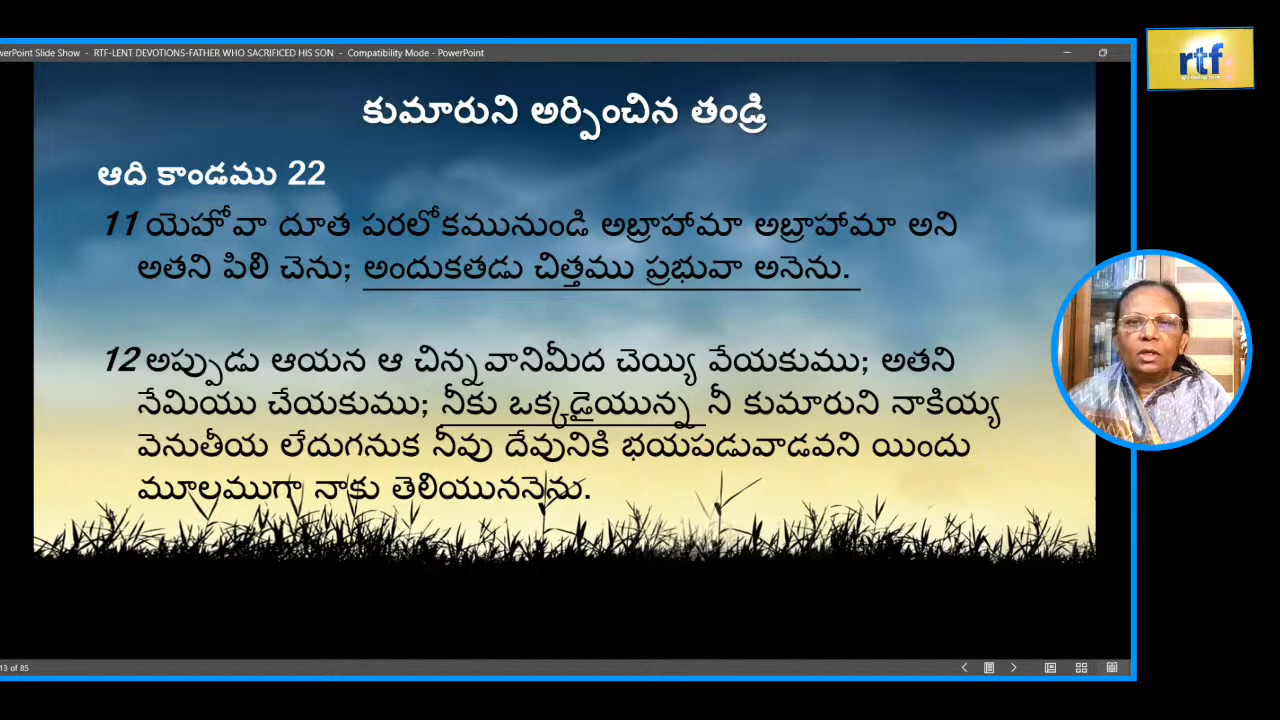 PowerPoint Slide Show - RTF-LENT DEVOTIONS-FATHER WHO SACRIFICED HIS SON - Compatibility Mode - PowerPoint
rtf
కుమారుని అర్పించిన తండ్రి
ఆది కాండము 22
11 యెహోవా దూత పరలోకమునుండి అబ్రాహామా అబ్రాహామా అని
అతని పిలి చెను; అందుకతడు చిత్తము ప్రభువా అనెను.
12 అప్పుడు ఆయన ఆ చిన్నవానిమీద చెయ్యి వేయకుము; అతని
నేమియు చేయకుము; నీకు ఒక్కడైయున్న నీ కుమారుని నాకియ్య
వెనుతీయ లేదుగనుక నీవు దేవునికి భయపడువాడవని యిందు
మూలముగా నాకు తెలియుననెను.
13 of 85